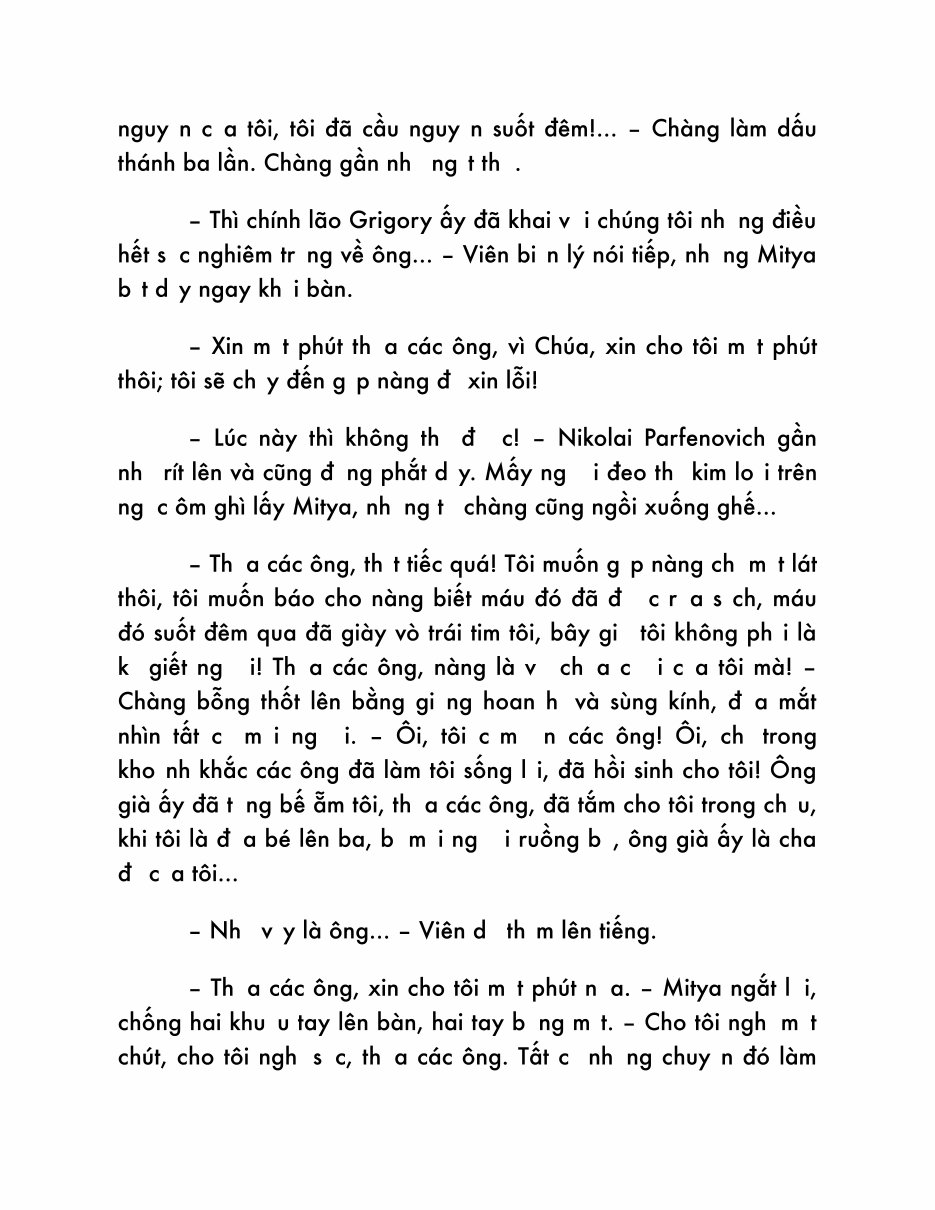 nguy n c a tôi, tôi đã cầu nguy n suốt đêm!... – Chàng làm dấu
thánh ba lần. Chàng gần nh ng t th .
– Thì chính lão Grigory ấy đã khai v i chúng tôi nh ng điều
hết s c nghiêm tr ng về ông... – Viên bi n lý nói tiếp, nh ng Mitya
b t d y ngay kh i bàn.
– Xin m t phút th a các ông, vì Chúa, xin cho tôi m t phút
thôi; tôi sẽ ch y đến g p nàng đ xin lỗi!
– Lúc này thì không th đ c! – Nikolai Parfenovich gần
nh rít lên và cũng đ ng phắt d y. Mấy ng i đeo th kim lo i trên
ng c ôm ghì lấy Mitya, nh ng t chàng cũng ngồi xuống ghế...
– Th a các ông, th t tiếc quá! Tôi muốn g p nàng ch m t lát
thôi, tôi muốn báo cho nàng biết máu đó đã đ c r a s ch, máu
đó suốt đêm qua đã giày vò trái tim tôi, bây gi tôi không ph i là
k giết ng i! Th a các ông, nàng là v ch a c i c a tôi mà! –
Chàng bỗng thốt lên bằng gi ng hoan h và sùng kính, đ a mắt
nhìn tất c m i ng i. – Ôi, tôi c m n các ông! Ôi, ch trong
kho nh khắc các ông đã làm tôi sống l i, đã hồi sinh cho tôi! Ông
già ấy đã t ng bế ẵm tôi, th a các ông, đã tắm cho tôi trong ch u,
khi tôi là đ a bé lên ba, b m i ng i ruồng b , ông già ấy là cha
đ c a tôi...
– Nh v y là ông... – Viên d th m lên tiếng.
– Th a các ông, xin cho tôi m t phút n a. – Mitya ngắt l i,
chống hai khu u tay lên bàn, hai tay b ng m t. – Cho tôi ngh m t
chút, cho tôi ngh s c, th a các ông. Tất c nh ng chuy n đó làm